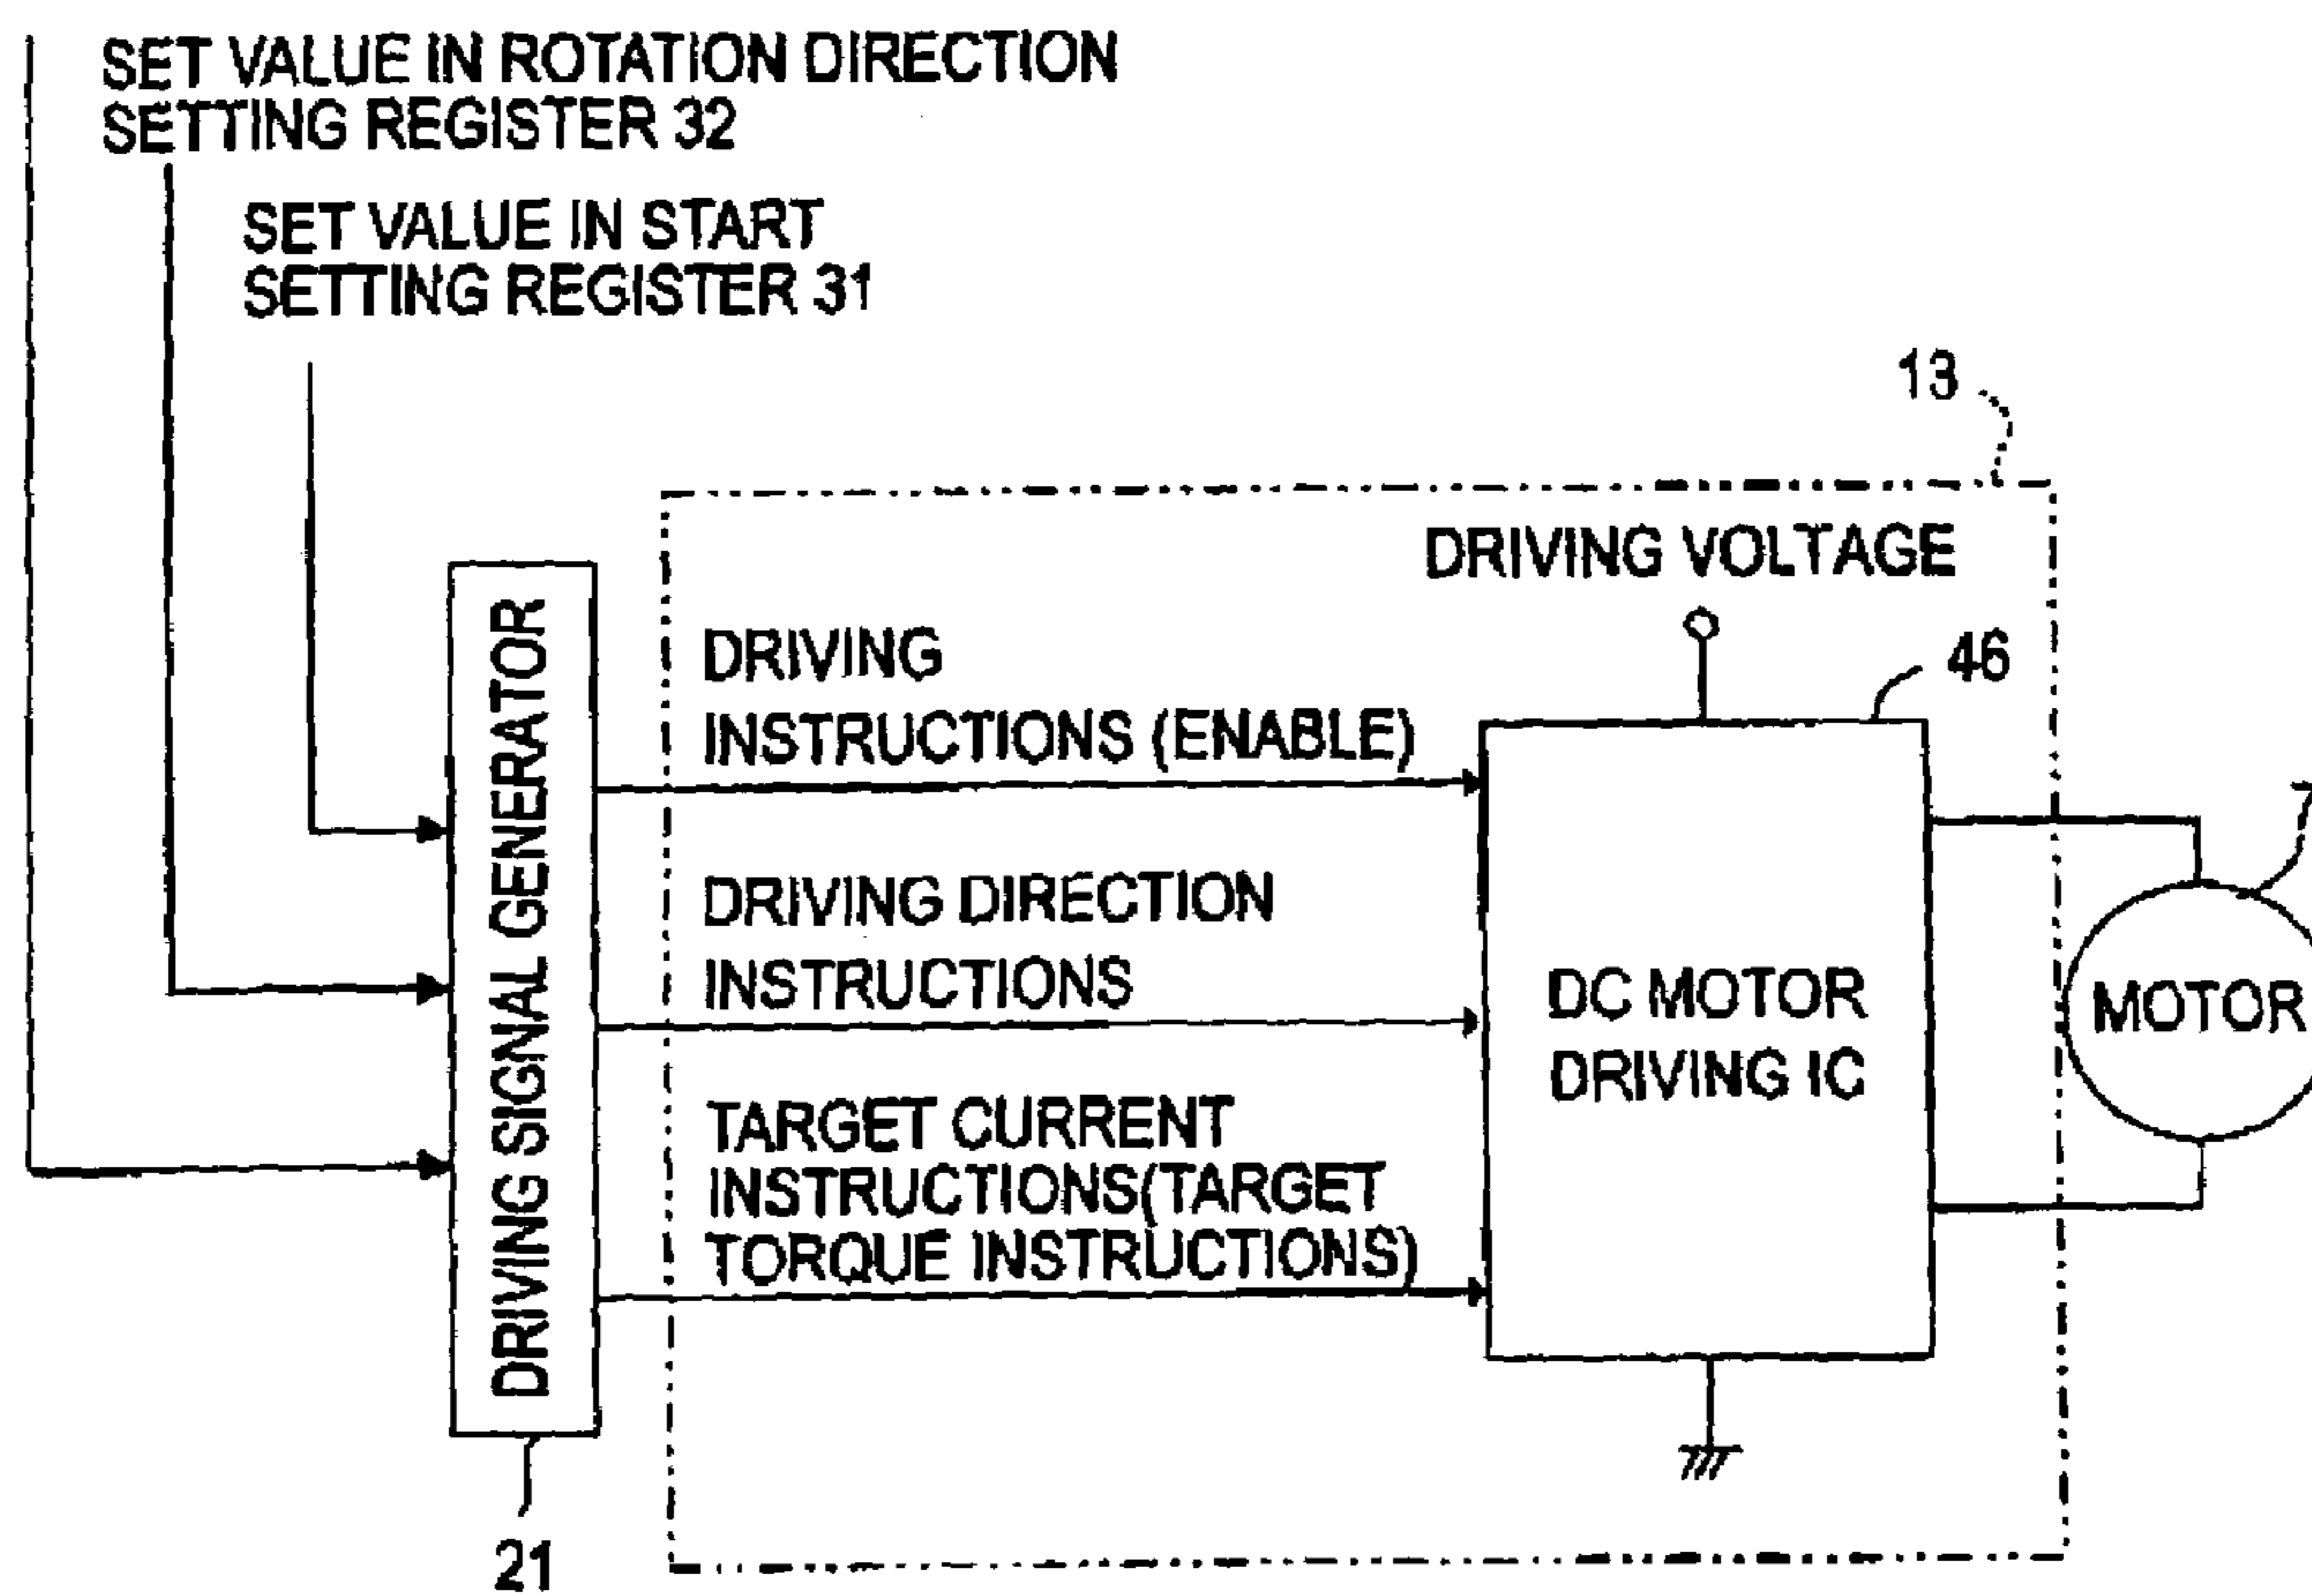 SET VALUE IN ROTATION DIRECTION
SETTING REGISTER 32
SET VALUE IN START
SETTING REGISTER 31
13
DRIVING VOLTAGE
46
DRIVING
INSTRUCTIONS (ENABLE)
DRIVING SIGNAL GENERATOR
DRIVING DIRECTION
INSTRUCTIONS
DC MOTOR
DRIVING IC
MOTOR
TARGET CURRENT
INSTRUCTIONS(TARGET
TORQUE INSTRUCTIONS)
21